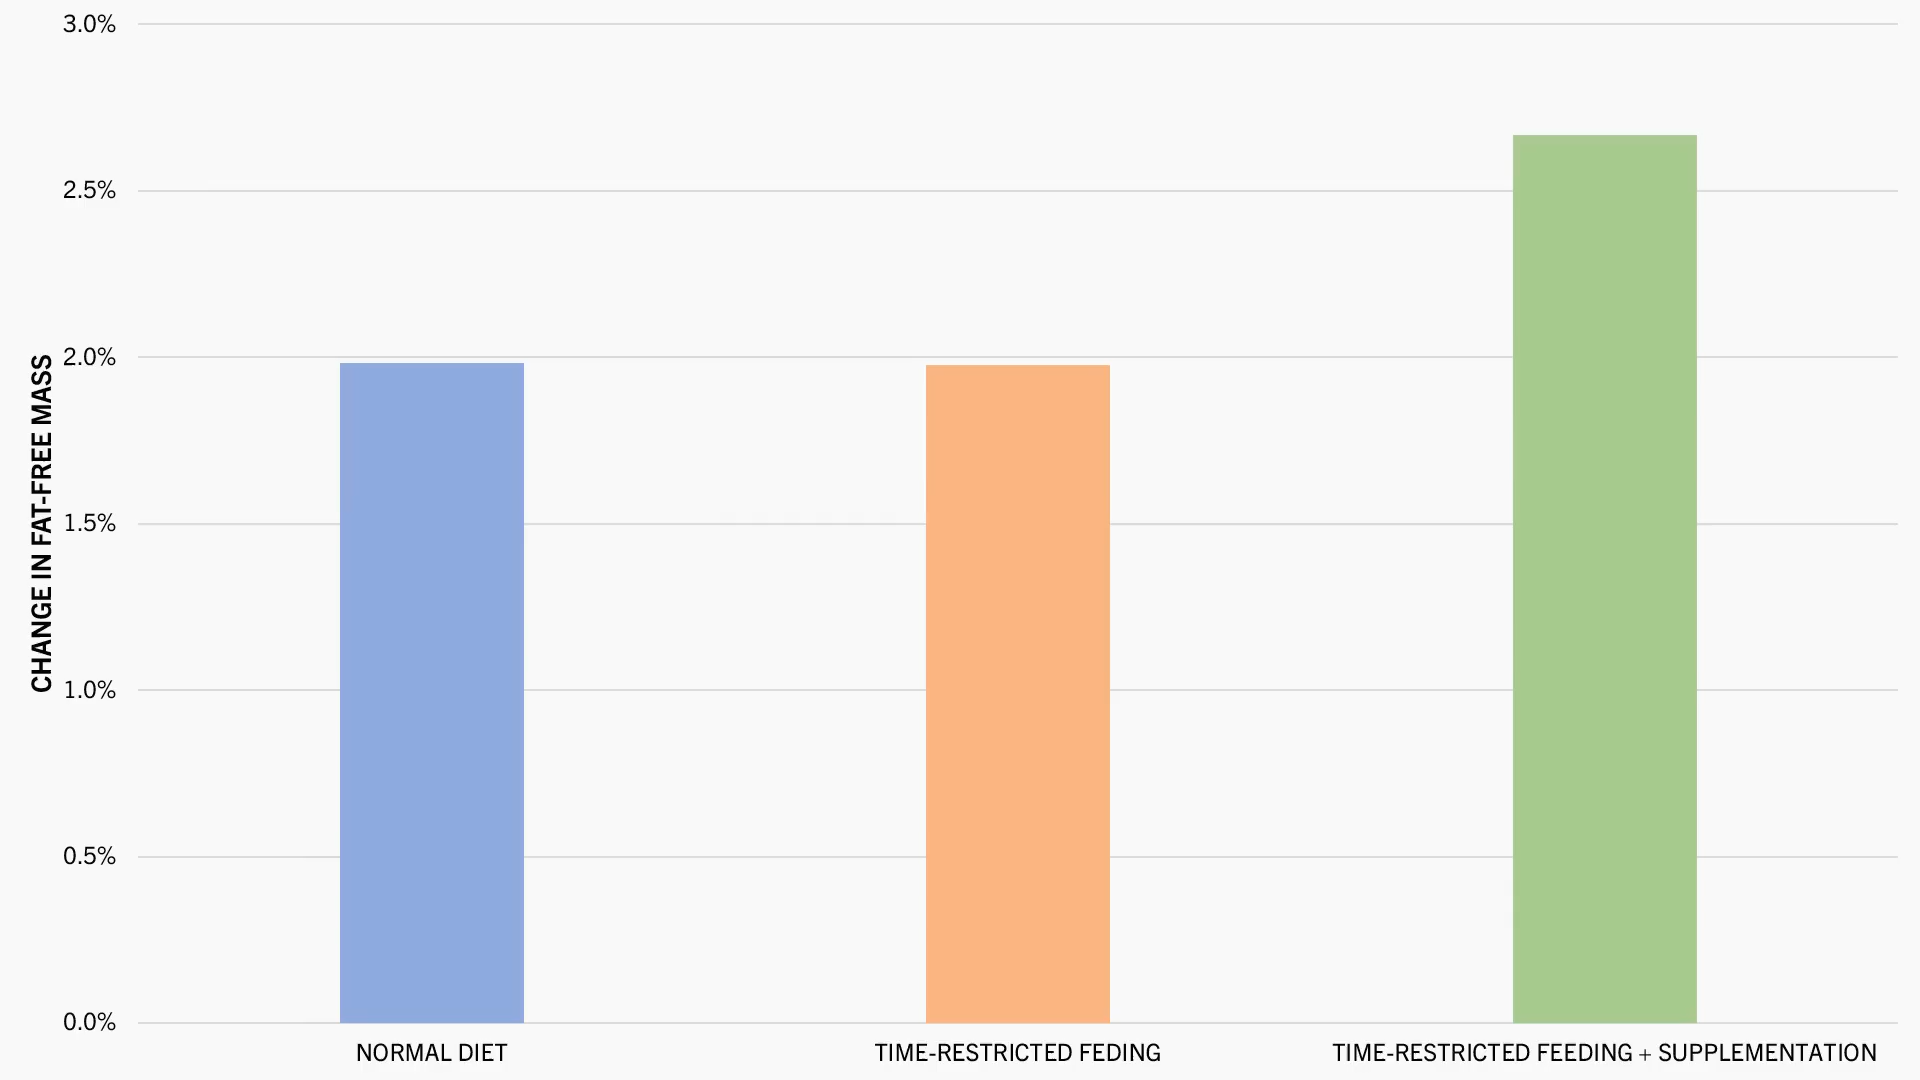 3.0%
2.5%
2.0%
1.5%
1.0%
0.5%
0.0%
CHANGE IN FAT-FREE MASS
NORMAL DIET
TIME-RESTRICTED FEDING
TIME-RESTRICTED FEEDING + SUPPLEMENTATION